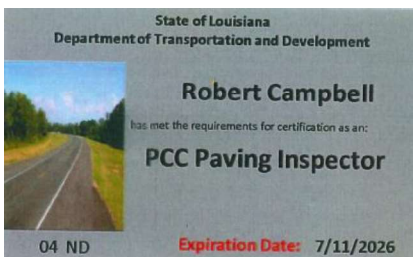 State of Louisiana
Department of Transportation and Development
Robert Campbell
has met the requirements for certification as an:
PCC Paving Inspector
04 ND
Expiration Date: 7/11/2026